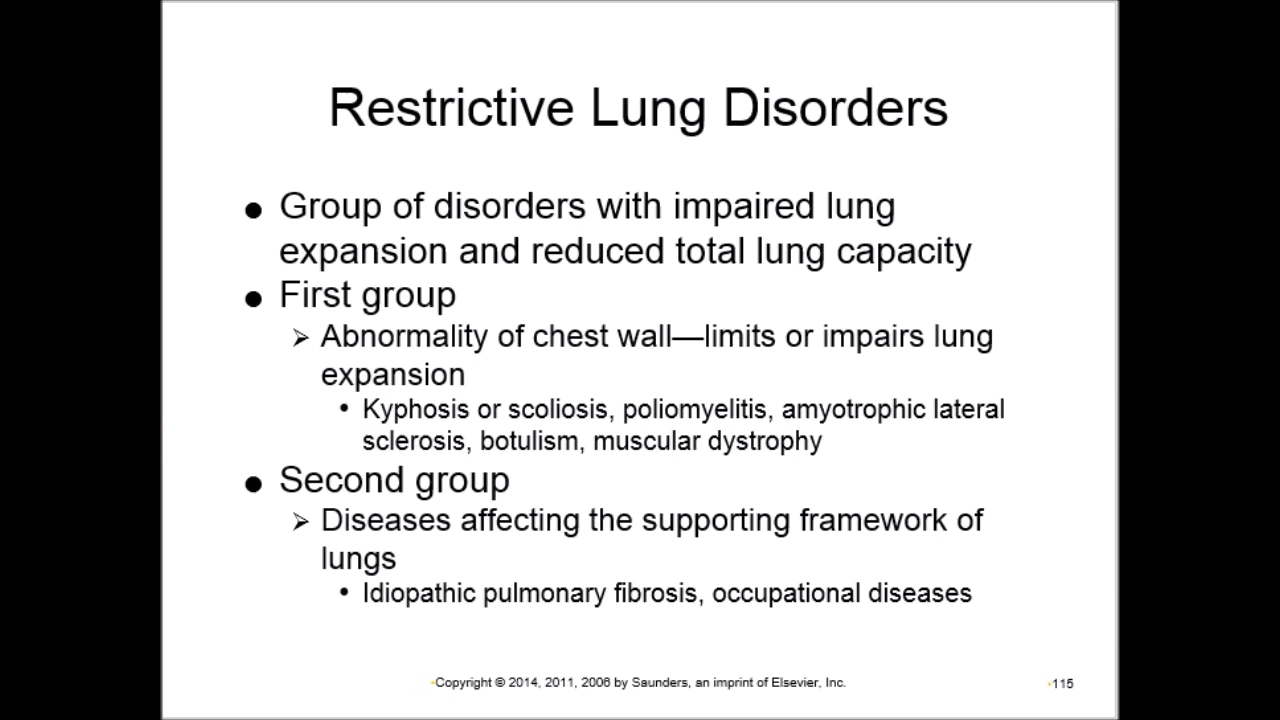 Restrictive Lung Disorders
● Group of disorders with impaired lung
expansion and reduced total lung capacity
● First group
➢ Abnormality of chest wall—limits or impairs lung
expansion
• Kyphosis or scoliosis, poliomyelitis, amyotrophic lateral
sclerosis, botulism, muscular dystrophy
● Second group
➢ Diseases affecting the supporting framework of
lungs
• Idiopathic pulmonary fibrosis, occupational diseases
•Copyright © 2014, 2011, 2006 by Saunders, an imprint of Elsevier, Inc.
•115